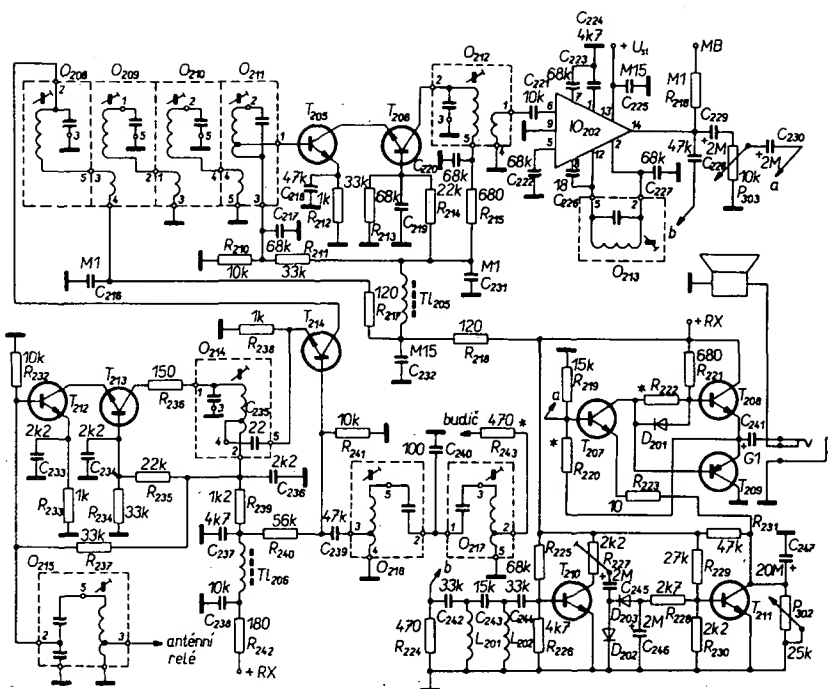 C224
4k7
+ Us1
MB
O208
O209
O210
O211
O212
C223
68k
M15
C225
M1
R218
C221
10k
IO202
C229
2M
47k
C228
10k
P303
C230
2M
a
b
T205
T206
C220
68k
68k
C222
18
C226
68k
C227
O213
47k
C218
1k
R212
33k
R213
68k
C219
22k
R214
680
R215
C217
68k
R210
10k
R211
33k
M1
C216
M1
C231
120
R217
Tl205
M15
C232
120
R218
1k
R238
T214
+RX
10k
R232
T212
T213
150
R236
O214
C235
22
15k
R219
a
R222
680
R221
T208
C241
G1
T207
D201
R220
T209
R223
10
2k2
C233
2k2
C234
22k
R235
2k2
C236
10k
R241
100
C240
budič
470
R243
O216
O217
1k
R233
R234
33k
33k
R237
1k2
R239
4k7
C237
56k
R240
47k
C239
Tl206
10k
C238
180
R242
+RX
O215
anténní
relé
b
68k
R225
2k2
R227
2M
C245
27k
R229
R231
47k
C247
20M
33k
C242
15k
C243
33k
C244
T210
D203
2k7
R228
T211
P302
25k
470
R224
L201
L202
4k7
R226
D202
2M
C246
2k2
R230